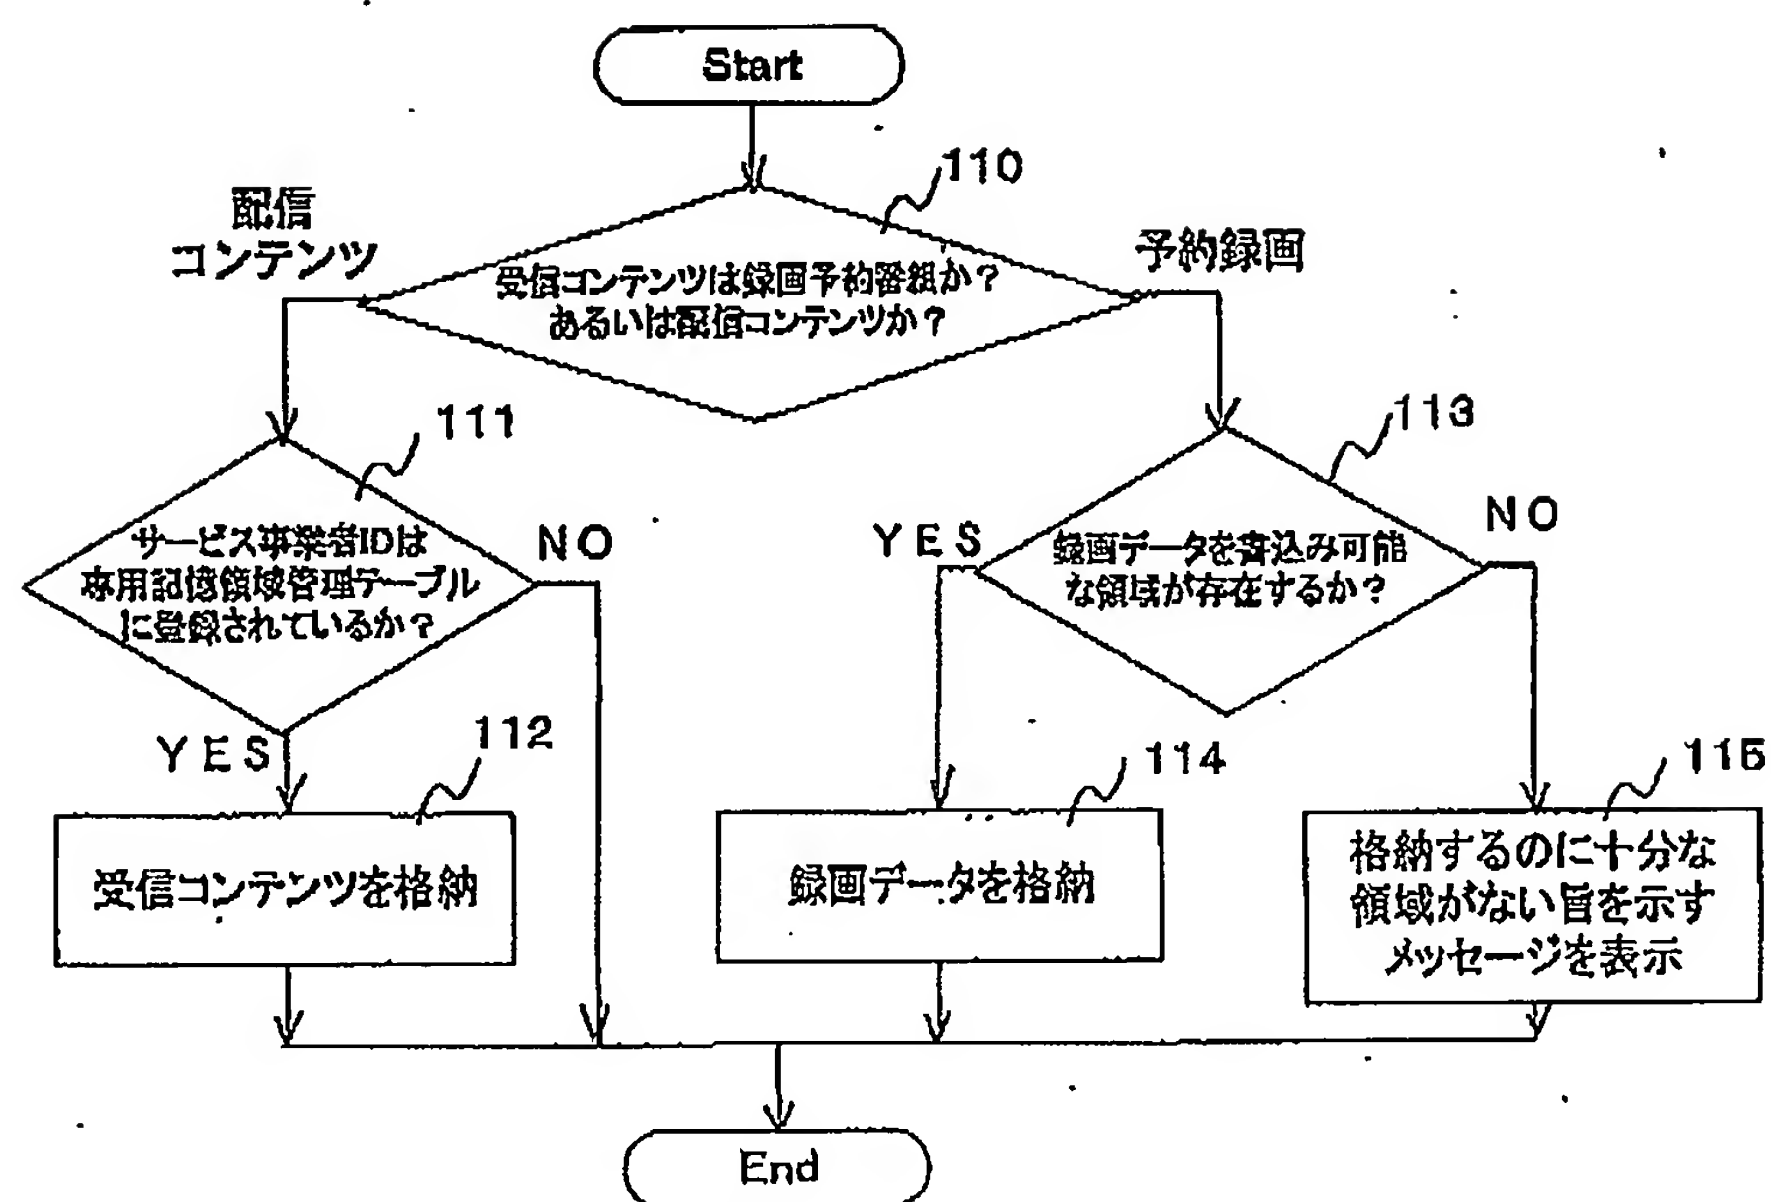 Start
110
配信
コンテンツ
予約録画
受信コンテンツは録画予約番組か?
あるいは配信コンテンツか?
111
113
サービス事業者IDは
専用記憶領域管理テーブル
に登録されているか?
NO
YES
録画データを書込み可能
な領域が存在するか?
NO
YES
112
114
115
受信コンテンツを格納
録画データを格納
格納するのに十分な
領域がない旨を示す
メッセージを表示
End